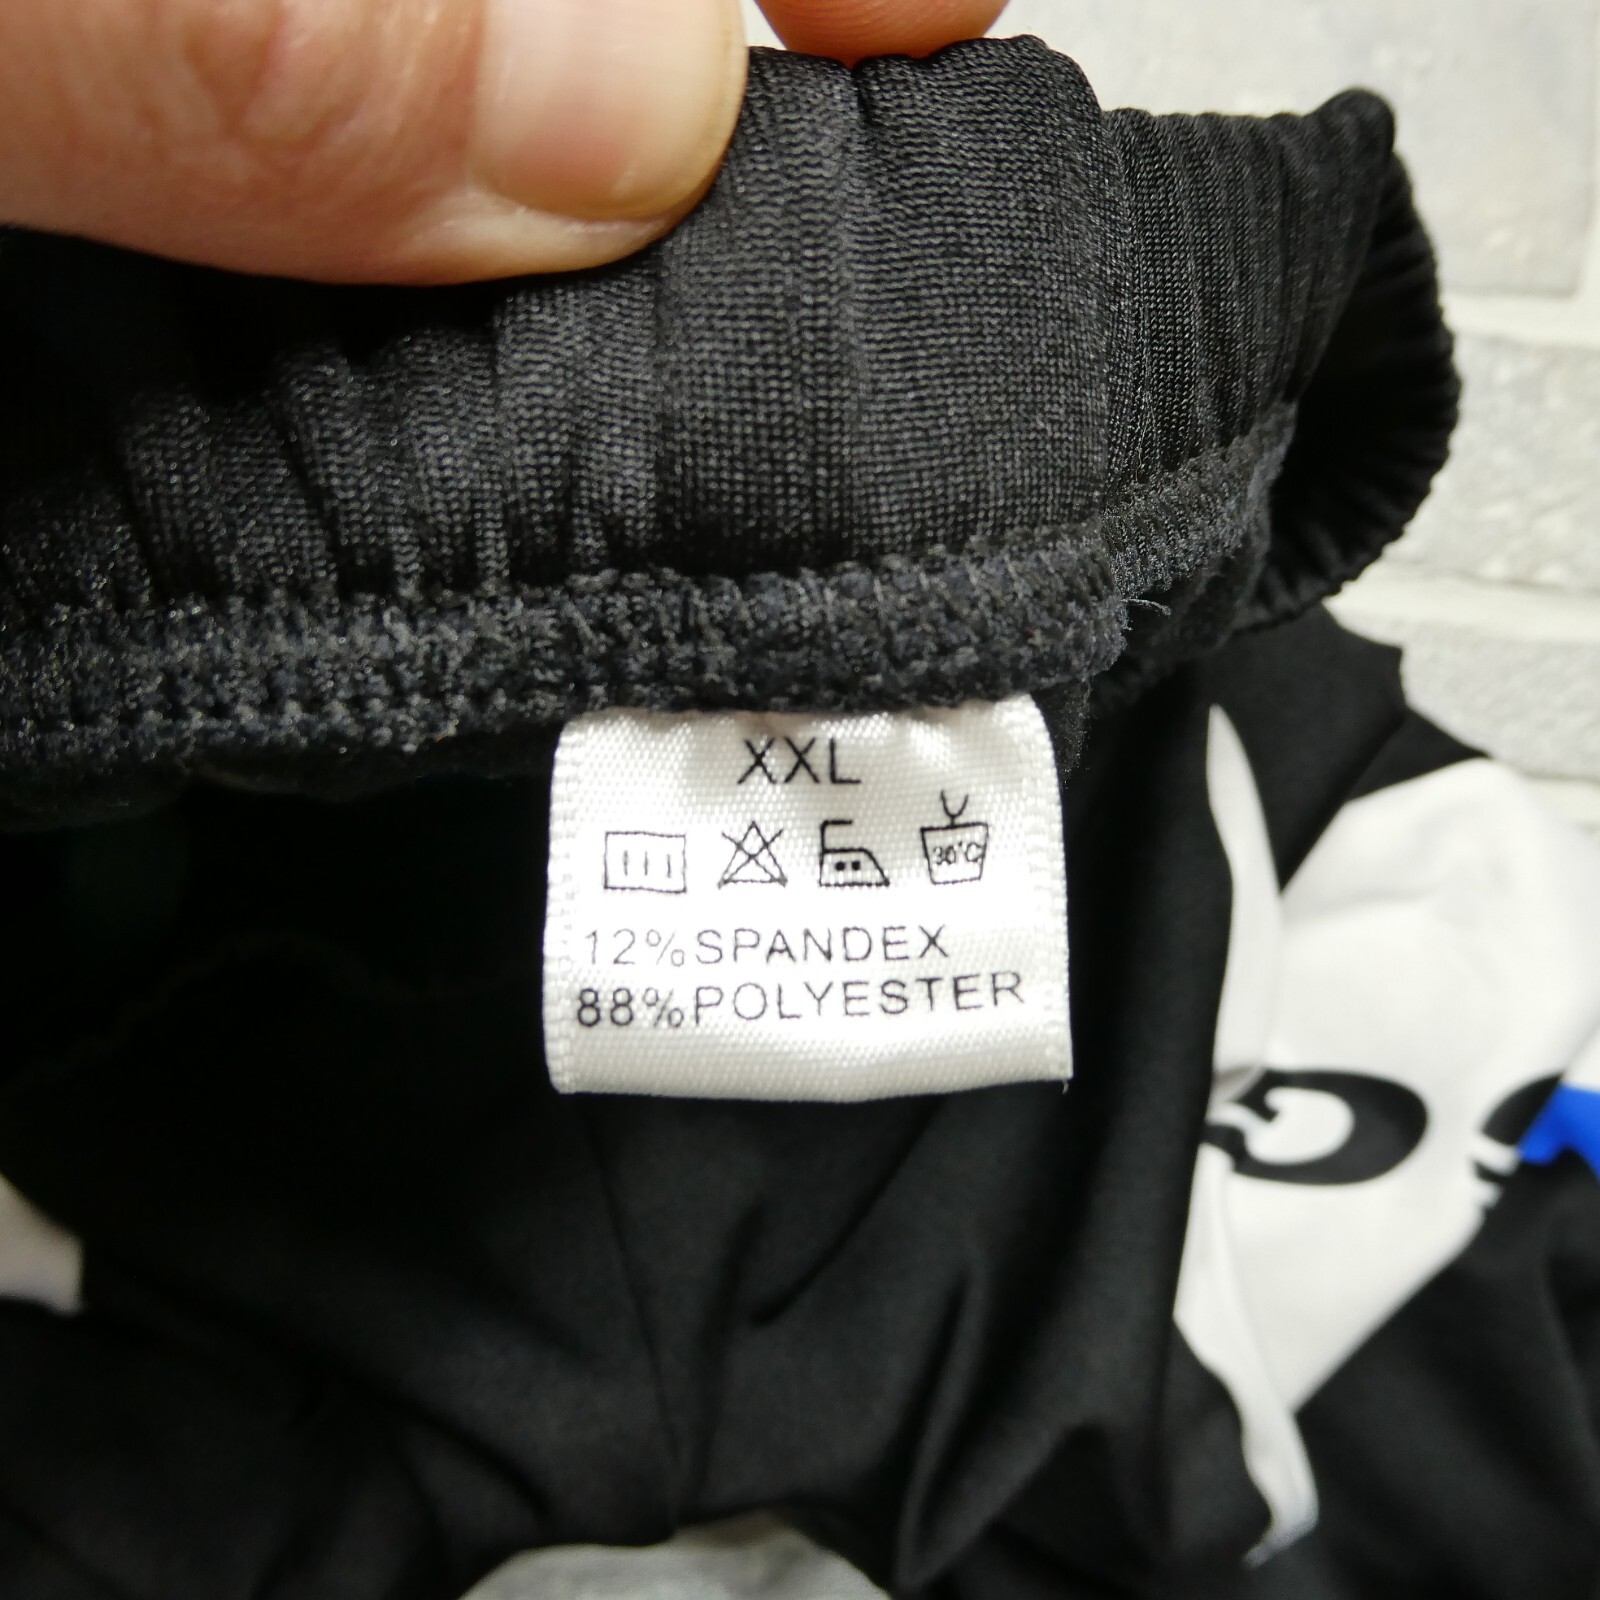 XXL
30°C
12%SPANDEX
88%POLYESTER
G